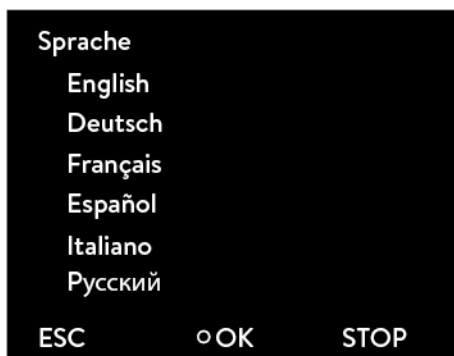 Sprache
English
Deutsch
Français
Español
Italiano
Русский
ESC OK STOP